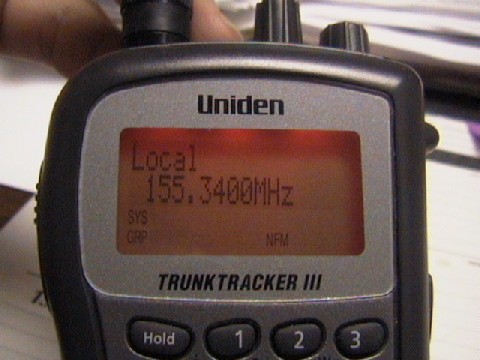 Uniden
Local
155.3400MHz
SYS
GRP NFM
TRUNKTRACKER III
Hold 1 2 3